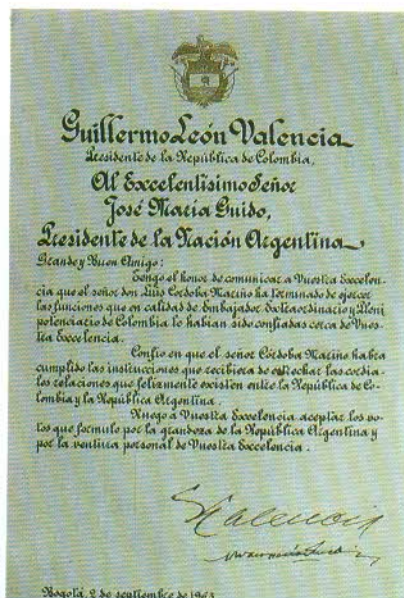 Guillermo León Valencia
Presidente de la República de Colombia,
Al Excelentísimo Señor
José María Guido,
Presidente de la Nación Argentina
Grande y Buen Amigo:
Tengo el honor de comunicar a Vuestra Excelen-
cia que el señor don Luis Córdoba Mariño ha terminado de ejercer
las funciones que en calidad de Embajador Extraordinario y Pleni
potenciario de Colombia le habían sido confiadas cerca de Vues-
tra Excelencia.
Confío en que el señor Córdoba Mariño habrá
cumplido las instrucciones que recibiera de estrechar las cordia-
les relaciones que felizmente existen entre la República de Co-
lombia y la República Argentina.
Ruego a Vuestra Excelencia aceptar los vo-
tos que formulo por la grandeza de la República Argentina y
por la ventura personal de Vuestra Excelencia.
Valencia
Bogotá, 2 de septiembre de 1963